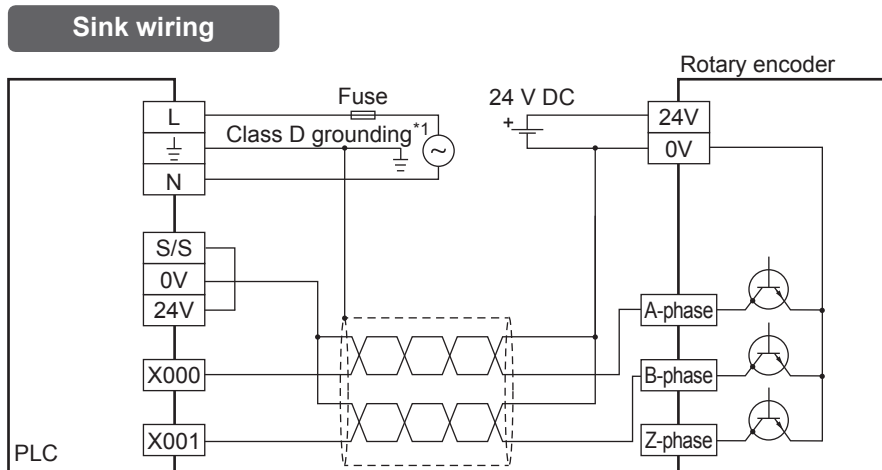 Sink wiring
Rotary encoder
Fuse
24 V DC
L
24V
+
Class D grounding*1
~
0V
N
S/S
0V
24V
A-phase
X000
B-phase
X001
Z-phase
PLC